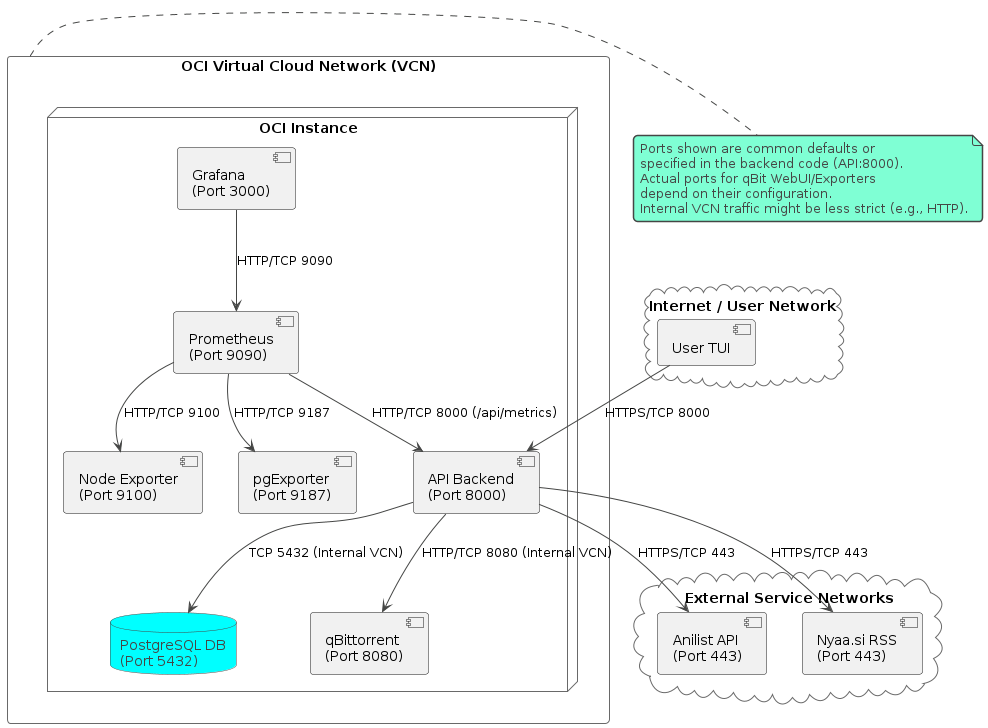 OCI Virtual Cloud Network (VCN)
OCI Instance
Grafana
(Port 3000)
Ports shown are common defaults or
specified in the backend code (API:8000).
Actual ports for qBit WebUI/Exporters
depend on their configuration.
Internal VCN traffic might be less strict (e.g., HTTP).
HTTP/TCP 9090
Internet / User Network
User TUI
Prometheus
(Port 9090)
HTTP/TCP 9100
HTTP/TCP 9187
HTTP/TCP 8000 (/api/metrics)
HTTPS/TCP 8000
Node Exporter
(Port 9100)
pgExporter
(Port 9187)
API Backend
(Port 8000)
TCP 5432 (Internal VCN)
HTTP/TCP 8080 (Internal VCN)
HTTPS/TCP 443
HTTPS/TCP 443
External Service Networks
PostgreSQL DB
(Port 5432)
qBittorrent
(Port 8080)
Anilist API
(Port 443)
Nyaa.si RSS
(Port 443)